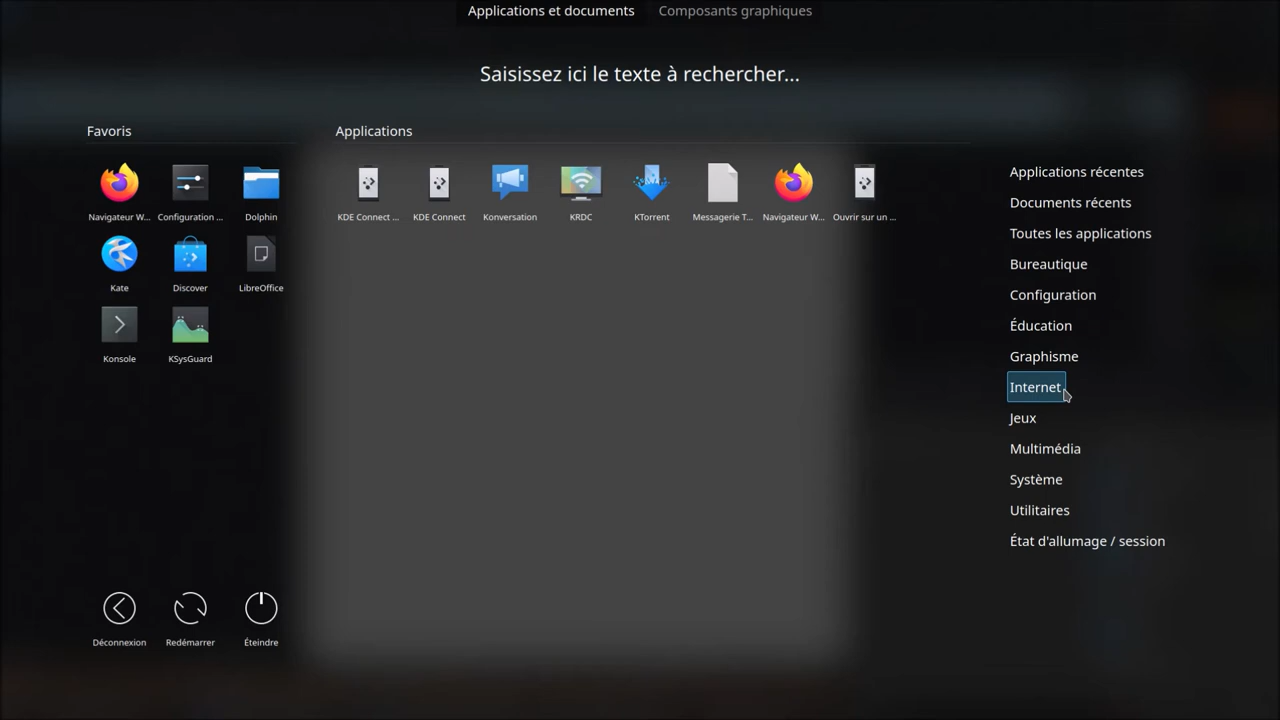 Applications et documents
Composants graphiques
Saisissez ici le texte à rechercher...
Favoris
Navigateur W...
Configuration ...
Dolphin
Kate
Discover
LibreOffice
Konsole
KSysGuard
Déconnexion
Redémarrer
Éteindre
Applications
KDE Connect ...
KDE Connect
Konversation
KRDC
KTorrent
Messagerie T...
Navigateur W...
Ouvrir sur un ...
Applications récentes
Documents récents
Toutes les applications
Bureautique
Configuration
Éducation
Graphisme
Internet
Jeux
Multimédia
Système
Utilitaires
État d'allumage / session